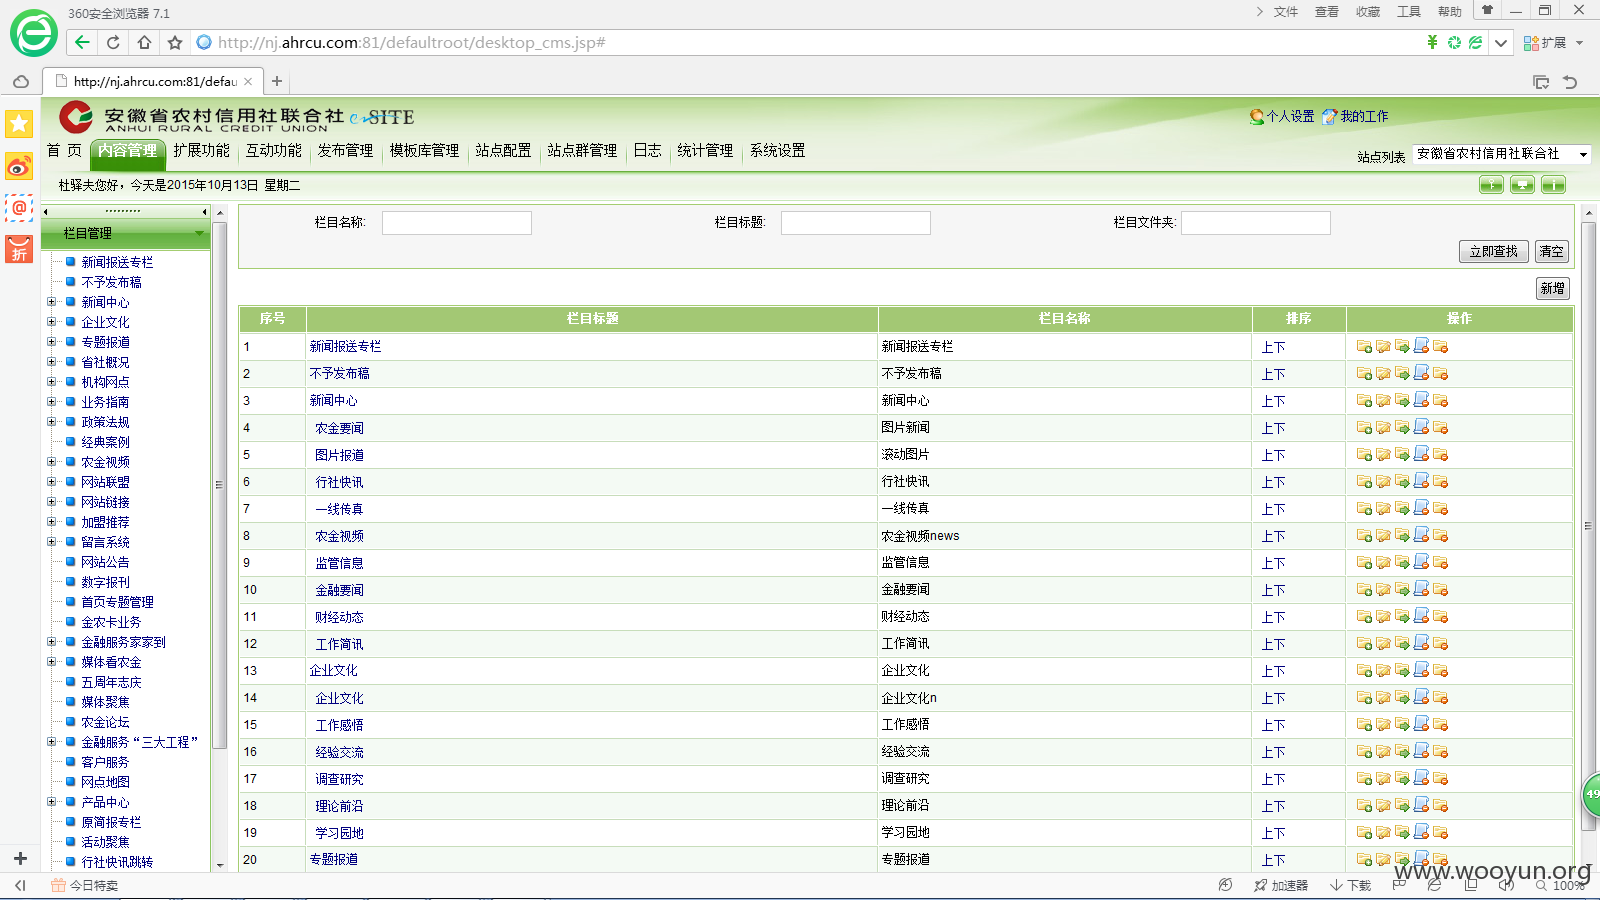 360安全浏览器 7.1
文件 查看 收藏 工具 帮助
http://nj.ahrcu.com:81/defaultroot/desktop_cms.jsp#
扩展
http://nj.ahrcu.com:81/defau
安徽省农村信用社联合社 e-SITE
ANHUI RURAL CREDIT UNION
个人设置 我的工作
首 页 内容管理 扩展功能 互动功能 发布管理 模板库管理 站点配置 站点群管理 日志 统计管理 系统设置
站点列表 安徽省农村信用社联合社
杜驿夫您好，今天是2015年10月13日 星期二
栏目管理
新闻报送专栏
不予发布稿
新闻中心
企业文化
专题报道
省社概况
机构网点
业务指南
政策法规
经典案例
农金视频
网站联盟
网站链接
加盟推荐
留言系统
网站公告
数字报刊
首页专题管理
金农卡业务
金融服务家家到
媒体看农金
五周年志庆
媒体聚焦
农金论坛
金融服务“三大工程”
客户服务
网点地图
产品中心
原简报专栏
活动聚焦
行社快讯跳转
栏目名称: 栏目标题: 栏目文件夹:
立即查找 清空
新增
序号 栏目标题 栏目名称 排序 操作
1 新闻报送专栏 新闻报送专栏 上下
2 不予发布稿 不予发布稿 上下
3 新闻中心 新闻中心 上下
4 农金要闻 图片新闻 上下
5 图片报道 滚动图片 上下
6 行社快讯 行社快讯 上下
7 一线传真 一线传真 上下
8 农金视频 农金视频news 上下
9 监管信息 监管信息 上下
10 金融要闻 金融要闻 上下
11 财经动态 财经动态 上下
12 工作简讯 工作简讯 上下
13 企业文化 企业文化 上下
14 企业文化 企业文化n 上下
15 工作感悟 工作感悟 上下
16 经验交流 经验交流 上下
17 调查研究 调查研究 上下
18 理论前沿 理论前沿 上下
19 学习园地 学习园地 上下
20 专题报道 专题报道 上下
折
49
www.wooyun.org
今日特卖
加速器 下载 100%